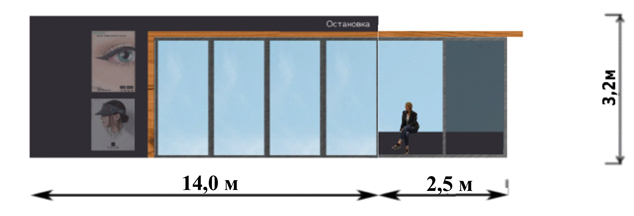 Остановка
3,2м
14,0 м
2,5 м